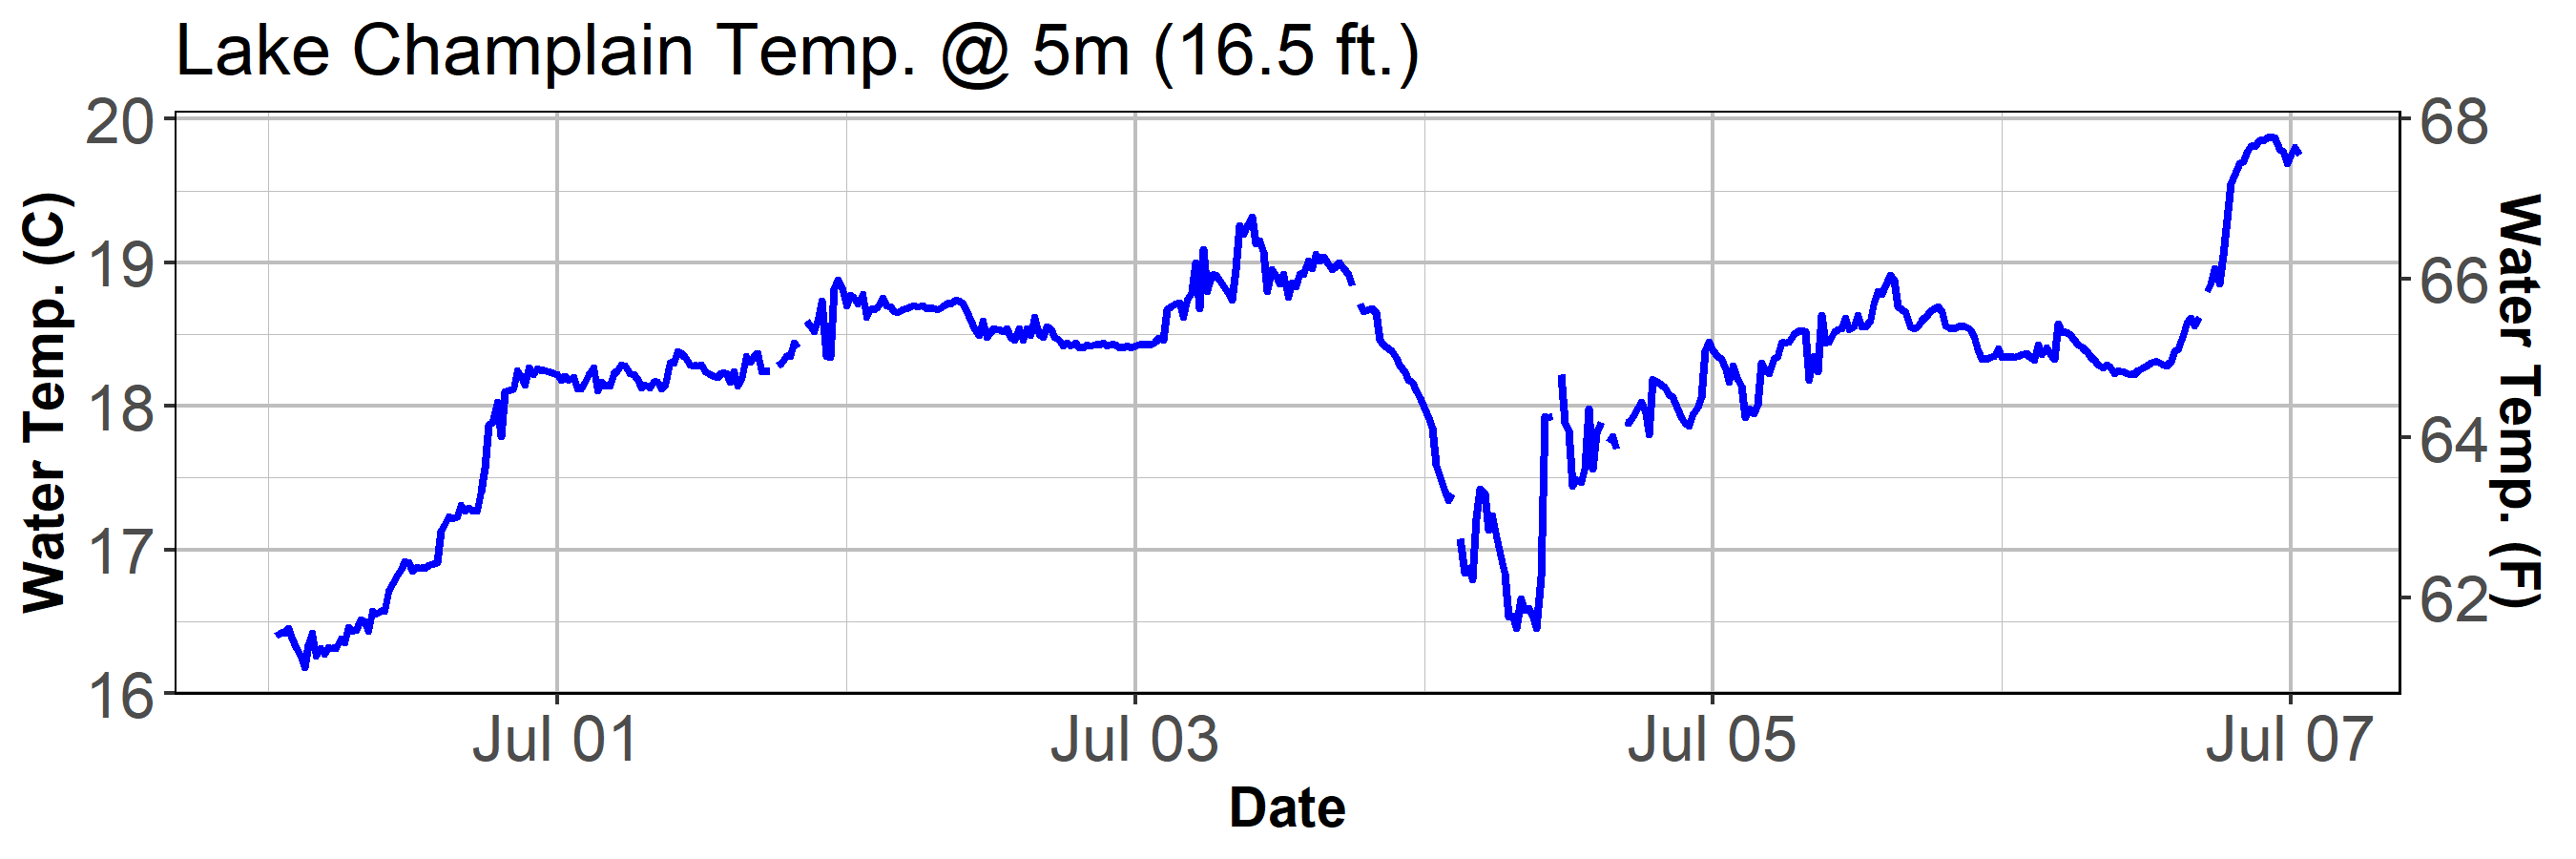 Lake Champlain Temp. @ 5m (16.5 ft.)
Water Temp. (C)
20
19
18
17
16
68
66
64
62
Water Temp. (F)
Jul 01 Jul 03 Jul 05 Jul 07
Date